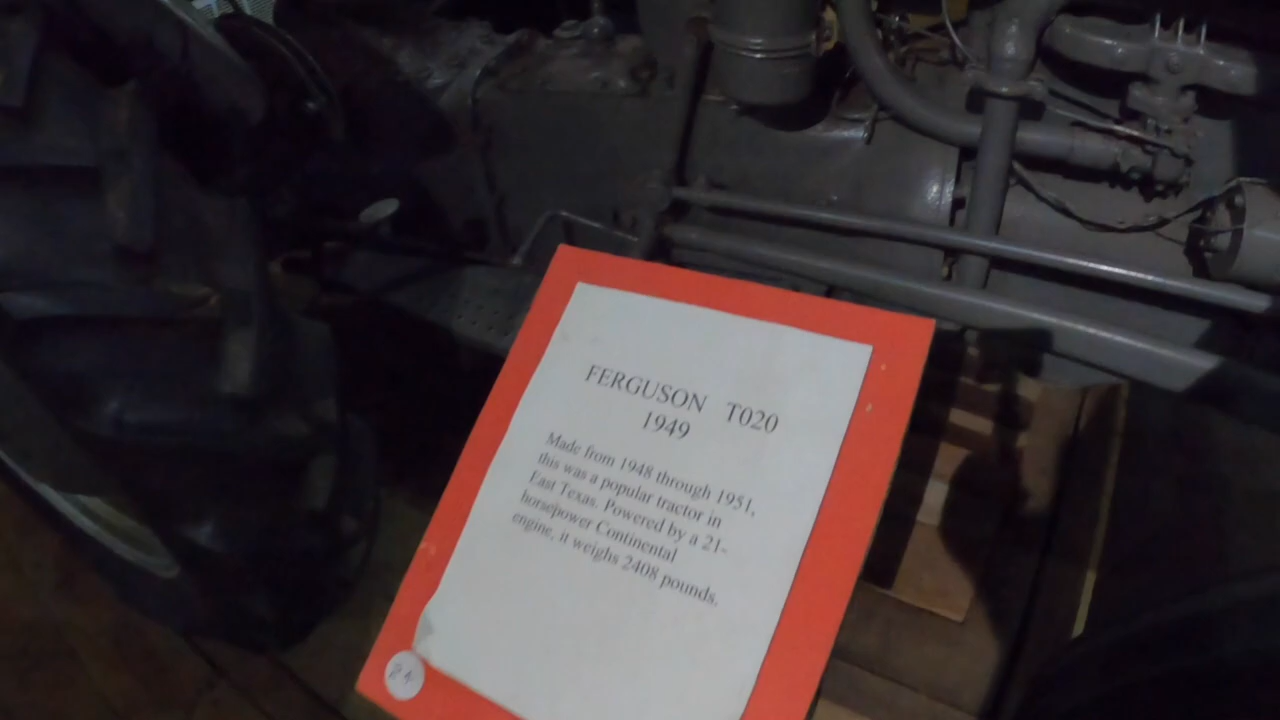 FERGUSON T020
1949
Made from 1948 through 1951,
this was a popular tractor in
East Texas. Powered by a 21-
horsepower Continental
engine, it weighs 2408 pounds.